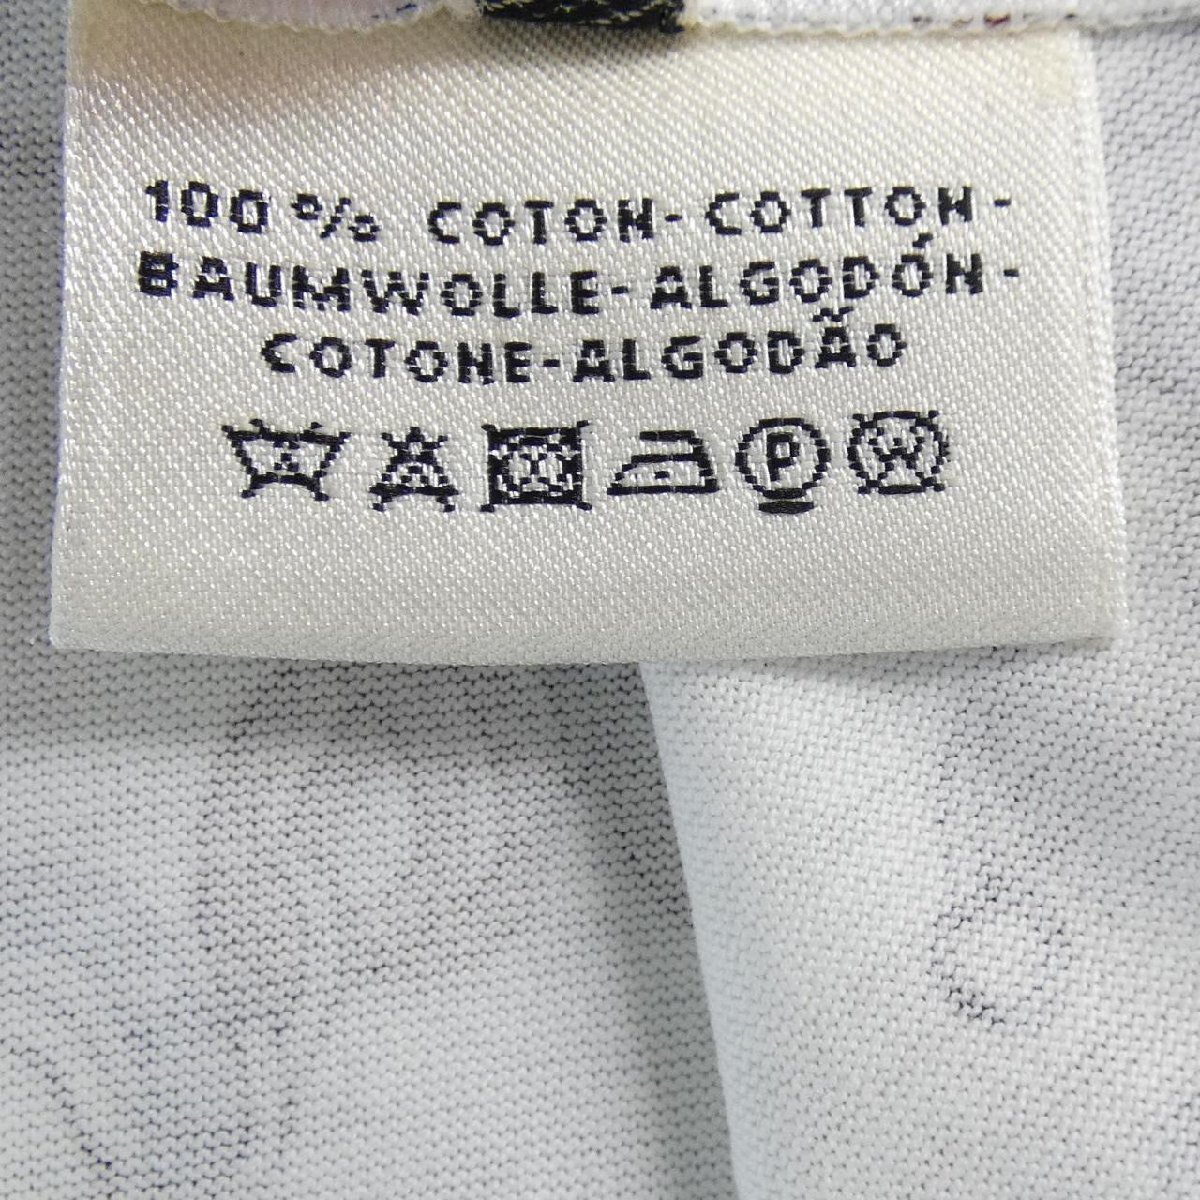 100% COTON-COTTON-
BAUMWOLLE-ALGODÓN-
COTONE-ALGODÃO
P W